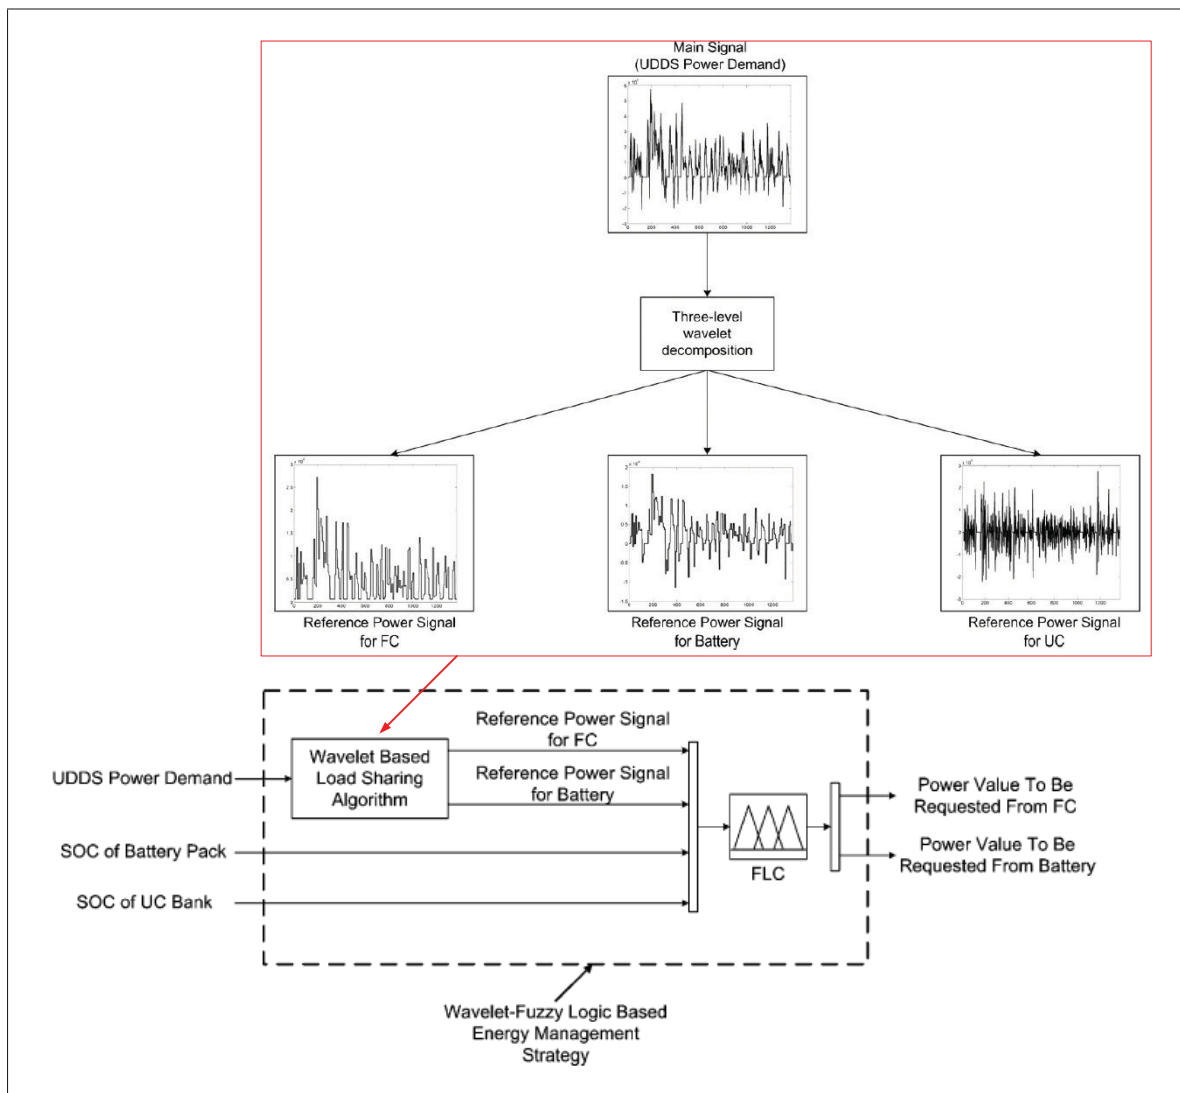 Main Signal
(UDDS Power Demand)
Three-level
wavelet
decomposition
Reference Power Signal
for FC
Reference Power Signal
for Battery
Reference Power Signal
for UC
Reference Power Signal
for FC
Wavelet Based
Load Sharing
Algorithm
UDDS Power Demand
Reference Power Signal
for Battery
Power Value To Be
Requested From FC
SOC of Battery Pack
Power Value To Be
Requested From Battery
FLC
SOC of UC Bank
Wavelet-Fuzzy Logic Based
Energy Management
Strategy